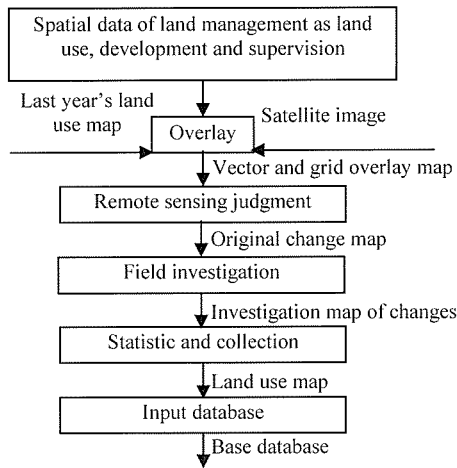 Spatial data of land management as land
use, development and supervision
Last year's land
use map
Satellite image
Overlay
Vector and grid overlay map
Remote sensing judgment
Original change map
Field investigation
Investigation map of changes
Statistic and collection
Land use map
Input database
Base database